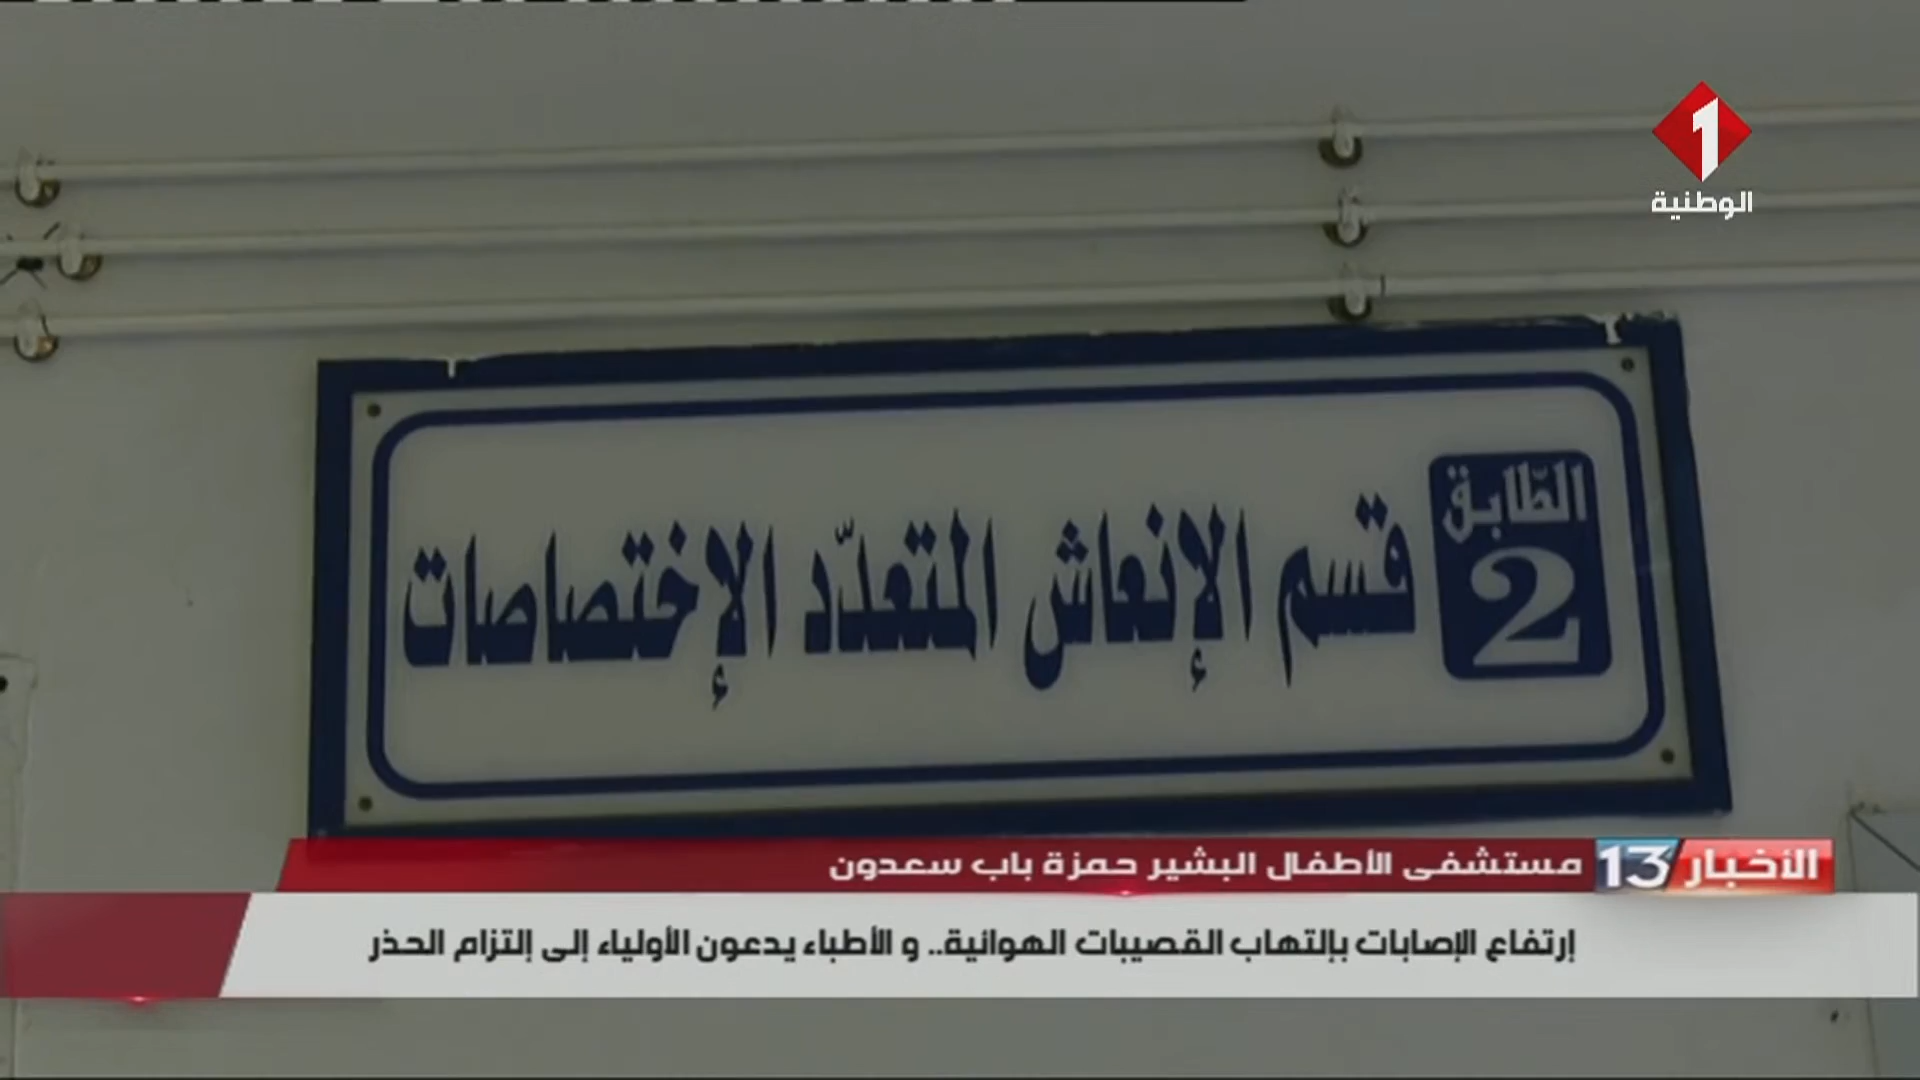 1
الوطنية
الطّابق
2
قسم الإنعاش المتعدّد الإختصاصات
الأخبار 13
مستشفى الأطفال البشير حمزة باب سعدون
إرتفاع الإصابات بإلتهاب القصيبات الهوائية.. و الأطباء يدعون الأولياء إلى إلتزام الحذر